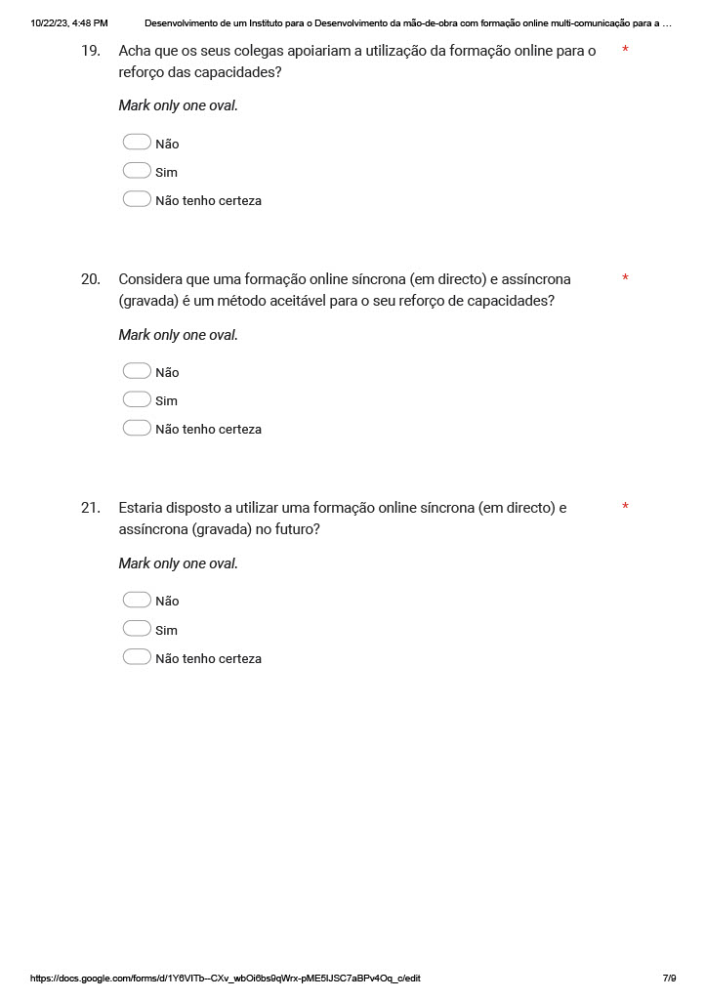 10/22/23, 4:48 PM Desenvolvimento de um Instituto para o Desenvolvimento da mão-de-obra com formação online multi-comunicação para a …
19. Acha que os seus colegas apoiariam a utilização da formação online para o *
reforço das capacidades?
Mark only one oval.
Não
Sim
Não tenho certeza
20. Considera que uma formação online síncrona (em directo) e assíncrona *
(gravada) é um método aceitável para o seu reforço de capacidades?
Mark only one oval.
Não
Sim
Não tenho certeza
21. Estaria disposto a utilizar uma formação online síncrona (em directo) e *
assíncrona (gravada) no futuro?
Mark only one oval.
Não
Sim
Não tenho certeza
https://docs.google.com/forms/d/1Y6VITb--CXv_wbOi6bs9qWrx-pME5IJSC7aBPv4Oq_c/edit 7/9